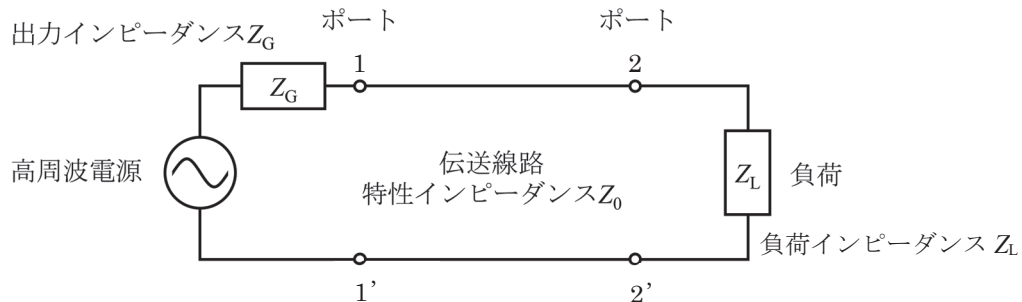 出力インピーダンスZG
ポート
ポート
1
2
ZG
高周波電源
伝送線路
特性インピーダンスZ0
ZL
負荷
負荷インピーダンス ZL
1’
2’